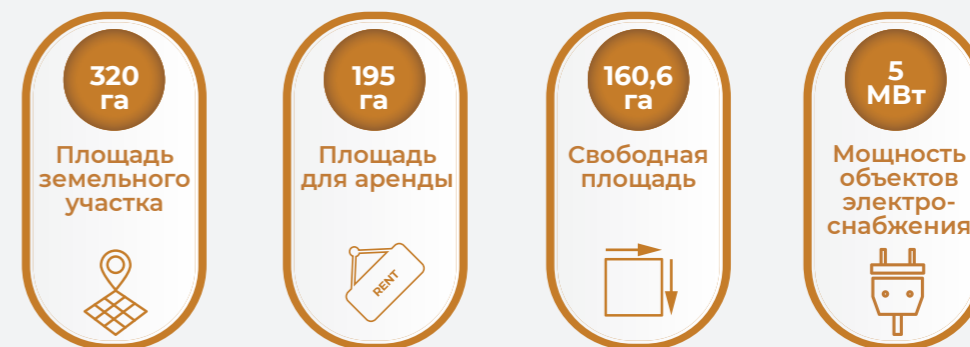 320
га
Площадь
земельного
участка
195
га
Площадь
для аренды
RENT
160,6
га
Свободная
площадь
5
МВт
Мощность
объектов
электро-
снабжения